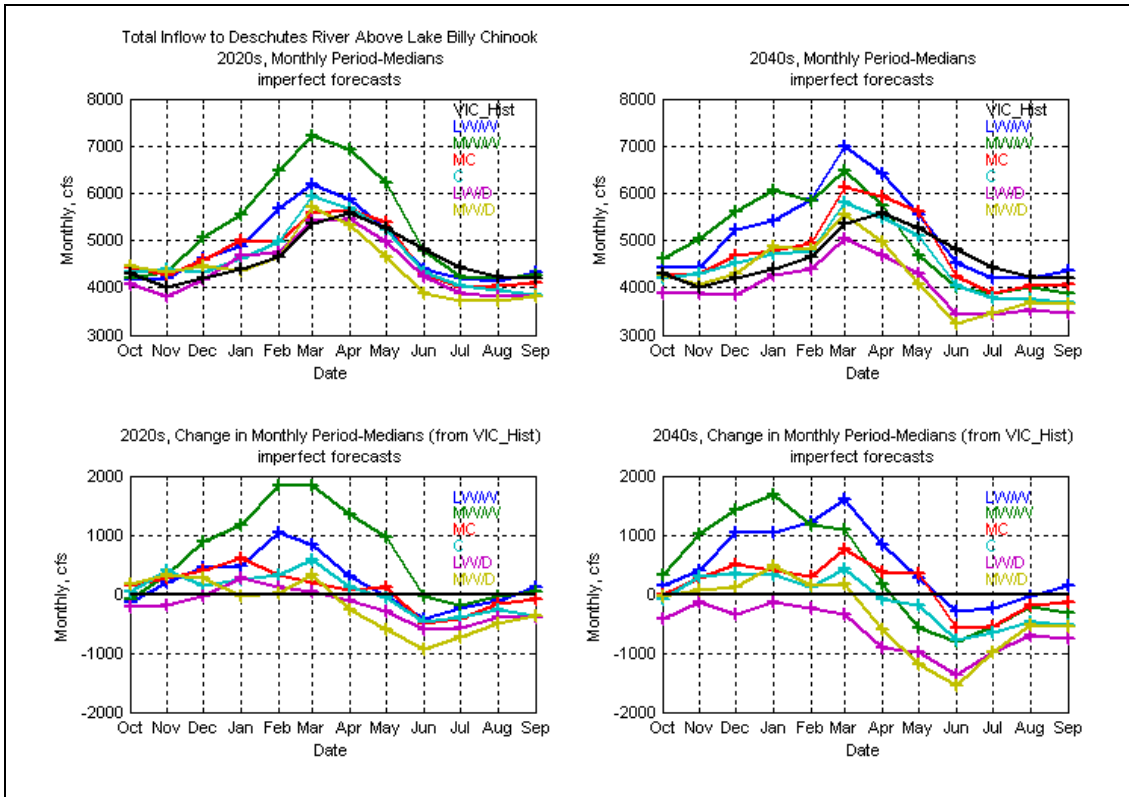 Total Inflow to Deschutes River Above Lake Billy Chinook
2020s, Monthly Period-Medians
imperfect forecasts
8000
7000
6000
5000
4000
3000
Monthly, cfs
VIC_Hist
LW/W
MW/W
MC
C
LW/D
MW/D
Oct Nov Dec Jan Feb Mar Apr May Jun Jul Aug Sep
Date
2040s, Monthly Period-Medians
imperfect forecasts
8000
7000
6000
5000
4000
3000
Monthly, cfs
VIC_Hist
LW/W
MW/W
MC
C
LW/D
MW/D
Oct Nov Dec Jan Feb Mar Apr May Jun Jul Aug Sep
Date
2020s, Change in Monthly Period-Medians (from VIC_Hist)
imperfect forecasts
2000
1000
0
-1000
-2000
Monthly, cfs
LW/W
MW/W
MC
C
LW/D
MW/D
Oct Nov Dec Jan Feb Mar Apr May Jun Jul Aug Sep
Date
2040s, Change in Monthly Period-Medians (from VIC_Hist)
imperfect forecasts
2000
1000
0
-1000
-2000
Monthly, cfs
LW/W
MW/W
MC
C
LW/D
MW/D
Oct Nov Dec Jan Feb Mar Apr May Jun Jul Aug Sep
Date